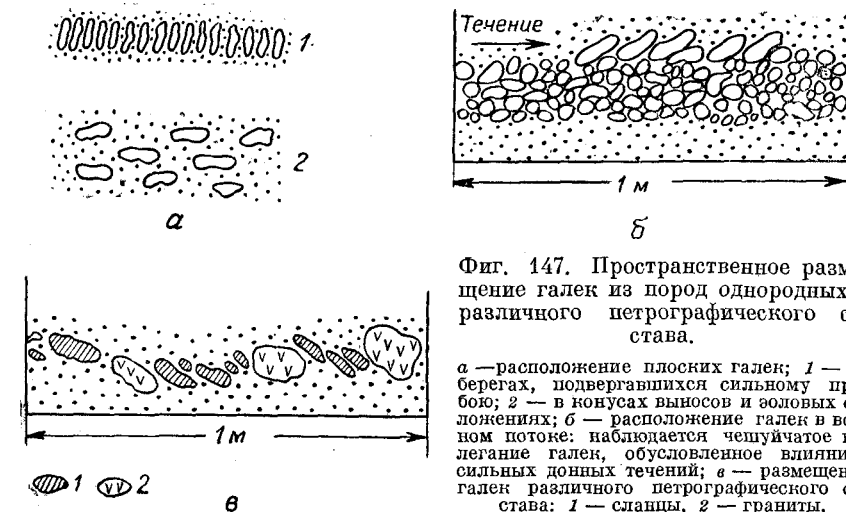 1
2
а
Течение
1 м
б
1 м
1 2
в
Фиг. 147. Пространственное разм
щение галек из пород однородных
различного петрографического с
става.
а — расположение плоских галек; 1 —
берегах, подвергавшихся сильному пр
бою; 2 — в конусах выносов и эоловых о
ложениях; б — расположение галек в во
ном потоке: наблюдается чешуйчатое н
легание галек, обусловленное влияни
сильных донных течений; в — размещен
галек различного петрографического с
става: 1 — сланцы, 2 — граниты.